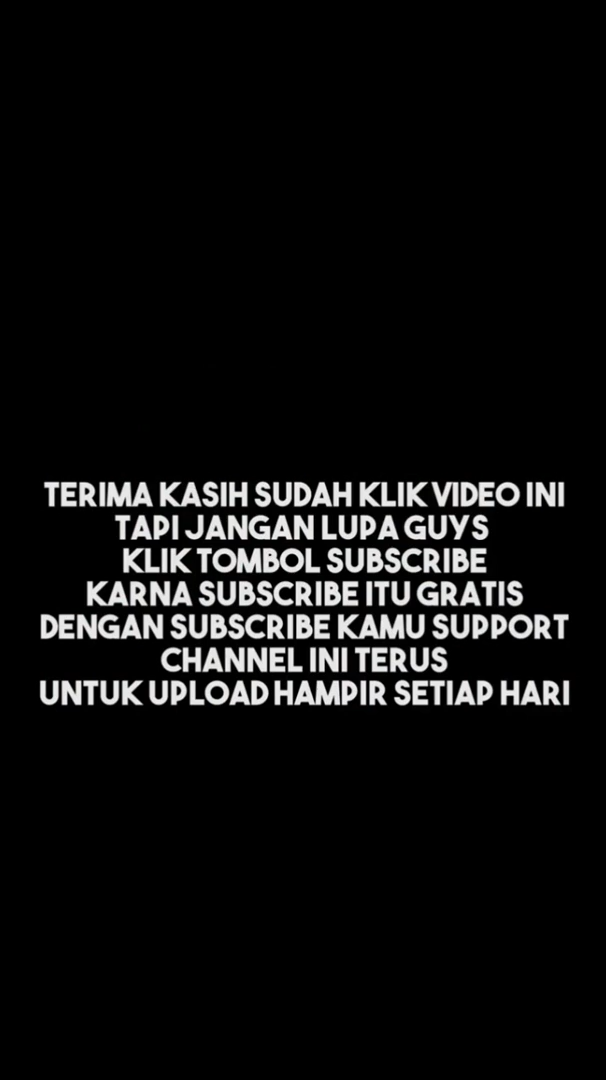 TERIMA KASIH SUDAH KLIK VIDEO INI
TAPI JANGAN LUPA GUYS
KLIK TOMBOL SUBSCRIBE
KARNA SUBSCRIBE ITU GRATIS
DENGAN SUBSCRIBE KAMU SUPPORT
CHANNEL INI TERUS
UNTUK UPLOAD HAMPIR SETIAP HARI